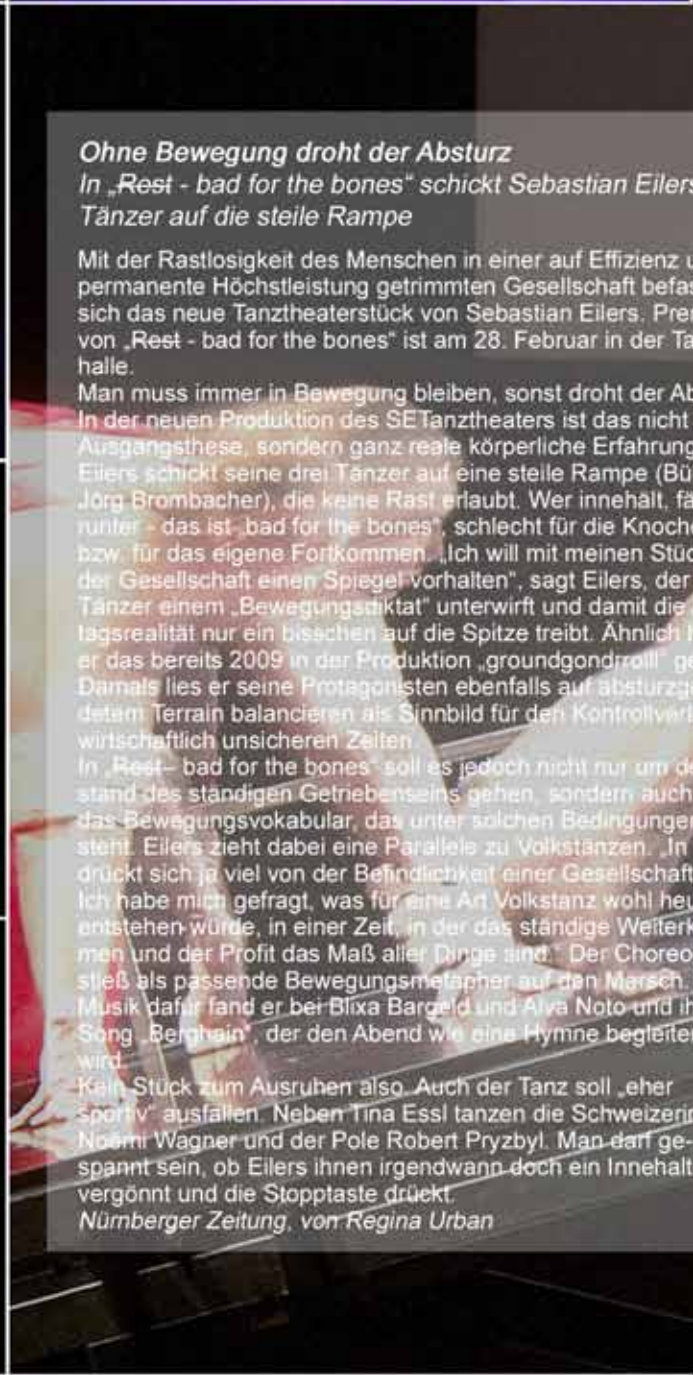 Ohne Bewegung droht der Absturz
In „Rest - bad for the bones“ schickt Sebastian Eilers
Tänzer auf die steile Rampe
Mit der Rastlosigkeit des Menschen in einer auf Effizienz u
permanente Höchstleistung getrimmten Gesellschaft befas
sich das neue Tanztheaterstück von Sebastian Eilers. Prem
von „Rest - bad for the bones“ ist am 28. Februar in der Ta
halle.
Man muss immer in Bewegung bleiben, sonst droht der Ab
In der neuen Produktion des SETanztheaters ist das nicht
Ausgangsthese, sondern ganz reale körperliche Erfahrung
Eilers schickt seine drei Tänzer auf eine steile Rampe (Bü
Jörg Brombacher), die keine Rast erlaubt. Wer innehält, fä
runter - das ist „bad for the bones“, schlecht für die Knoche
bzw. für das eigene Fortkommen. „Ich will mit meinen Stüc
der Gesellschaft einen Spiegel vorhalten“, sagt Eilers, der
Tänzer einem „Bewegungsdiktat“ unterwirft und damit die
tagsrealität nur ein bisschen auf die Spitze treibt. Ähnlich h
er das bereits 2009 in der Produktion „groundgondrroll“ ge
Damals lies er seine Protagonisten ebenfalls auf absturzge
detem Terrain balancieren als Sinnbild für den Kontrollverl
wirtschaftlich unsicheren Zeiten.
In „Rest– bad for the bones“ soll es jedoch nicht nur um de
stand des ständigen Getriebenseins gehen, sondern auch
das Bewegungsvokabular, das unter solchen Bedingungen
steht. Eilers zieht dabei eine Parallele zu Volkstänzen. „In
drückt sich ja viel von der Befindlichkeit einer Gesellschaft
Ich habe mich gefragt, was für eine Art Volkstanz wohl heu
entstehen würde, in einer Zeit, in der das ständige Weiterk
men und der Profit das Maß aller Dinge sind.“ Der Choreo
stieß als passende Bewegungsmetapher auf den Marsch.
Musik dafür fand er bei Blixa Bargeld und Alva Noto und ih
Song „Berghain“, der den Abend wie eine Hymne begleiten
wird.
Kein Stück zum Ausruhen also. Auch der Tanz soll „eher
sportiv“ ausfallen. Neben Tina Essl tanzen die Schweizerin
Noëmi Wagner und der Pole Robert Pryzbyl. Man darf ge-
spannt sein, ob Eilers ihnen irgendwann doch ein Innehalt
vergönnt und die Stopptaste drückt.
Nürnberger Zeitung, von Regina Urban